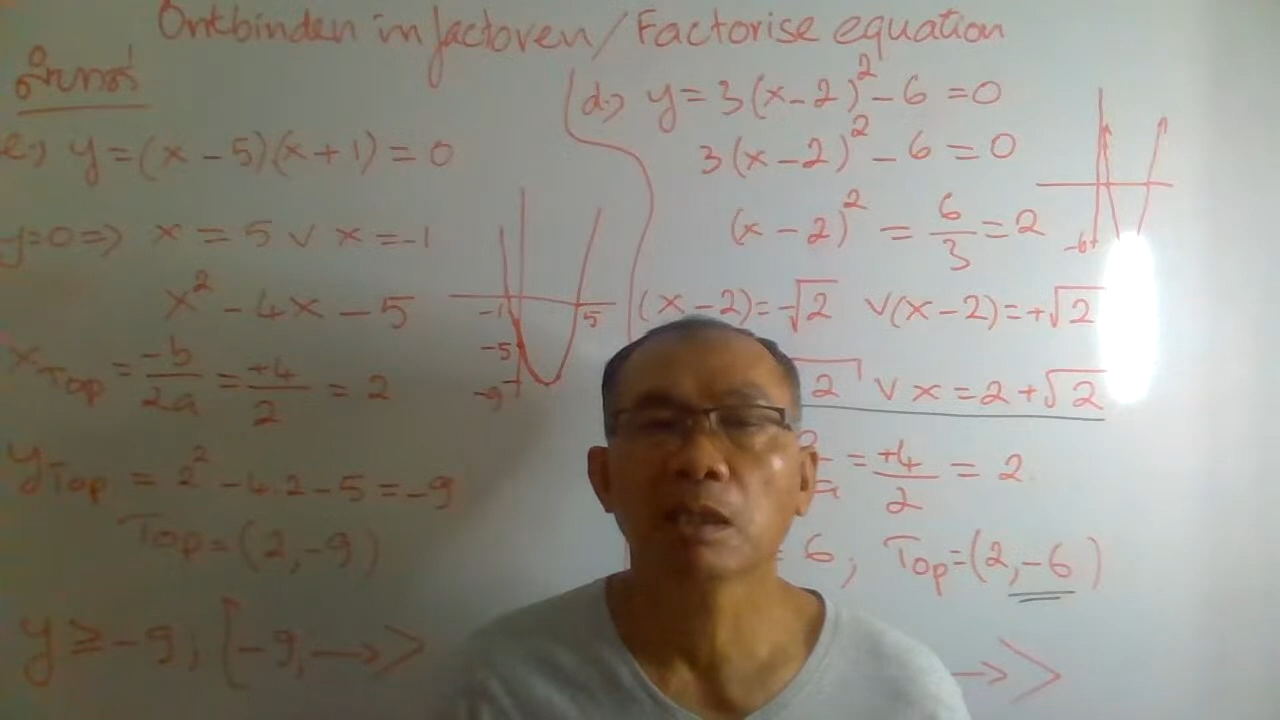 Ontbinden in factoren / Factorise equation
e.) y=(x-5)(x+1)=0
y=0⇒ x=5 ∨ x=-1
x²-4x-5
x_Top = -b/2a = +4/2 = 2
y_Top = 2²-4.2-5=-9
Top=(2,-9)
y≥-9; [-9,→>
-1 5
-5
-9
d.) y=3(x-2)²-6=0
3(x-2)²-6=0
(x-2)² = 6/3 = 2
(x-2)=-√2 ∨(x-2)=+√2
2 ∨ x=2+√2
= +4/2 = 2
6; Top=(2,-6)
→>
-6